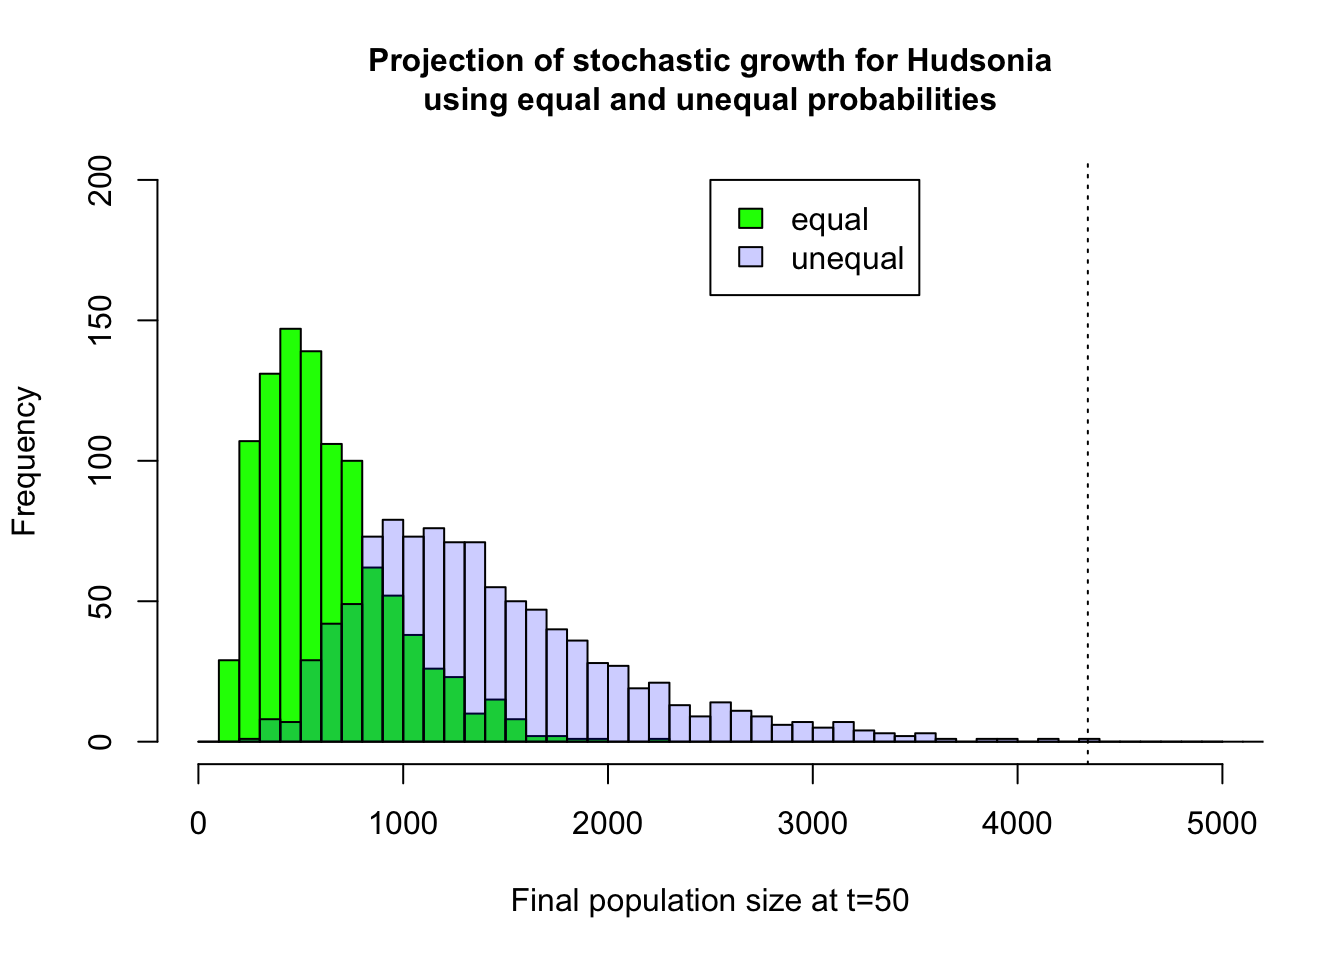 Projection of stochastic growth for Hudsonia
using equal and unequal probabilities
equal
unequal
Frequency
200
150
100
50
0
0 1000 2000 3000 4000 5000
Final population size at t=50